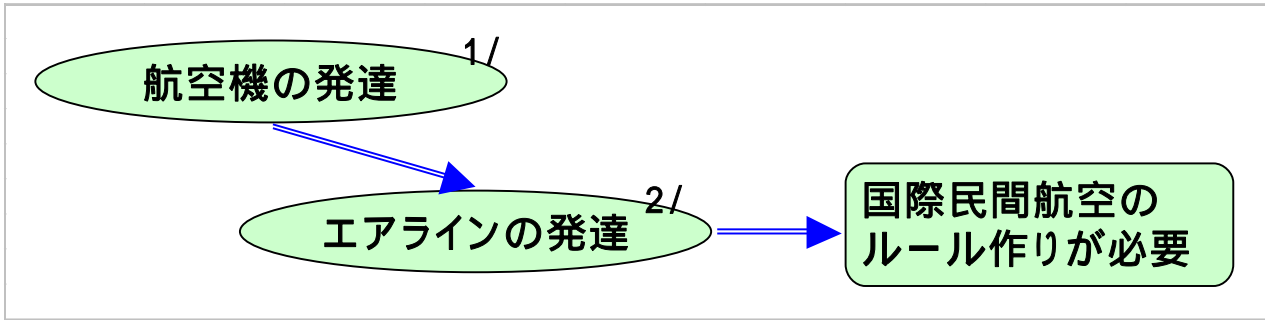 航空機の発達
1/
エアラインの発達
2/
国際民間航空の
ルール作りが必要